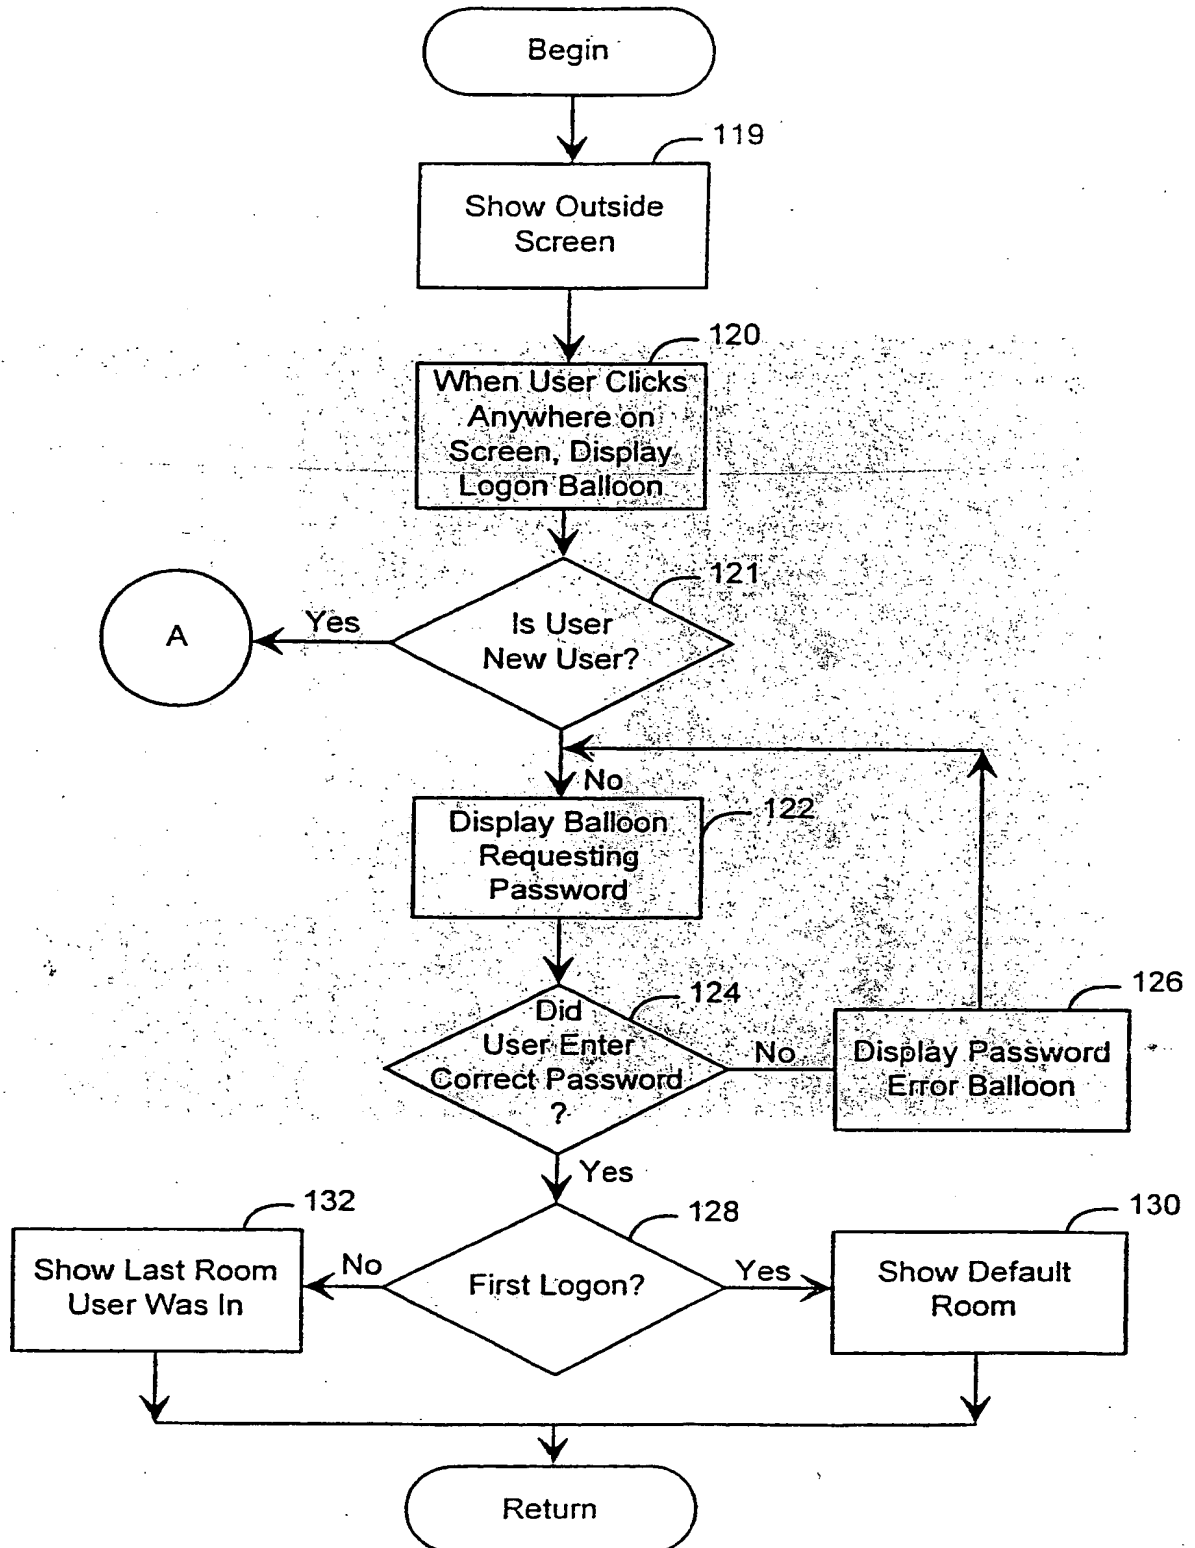 Begin
119
Show Outside
Screen
120
When User Clicks
Anywhere on
Screen, Display
Logon Balloon
121
Is User
New User?
Yes
A
No
122
Display Balloon
Requesting
Password
124
Did
User Enter
Correct Password
?
No
126
Display Password
Error Balloon
Yes
132
Show Last Room
User Was In
No
128
First Logon?
Yes
130
Show Default
Room
Return